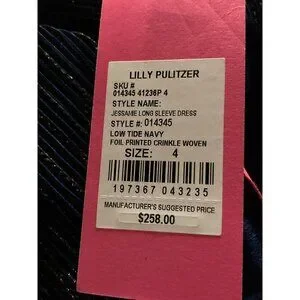 LILLY PULITZER
SKU #
014345 41236P 4
STYLE NAME:
JESSAMIE LONG SLEEVE DRESS
STYLE #: 014345
LOW TIDE NAVY
FOIL PRINTED CRINKLE WOVEN
SIZE: 4
197367 043235
MANUFACTURER'S SUGGESTED PRICE
$258.00